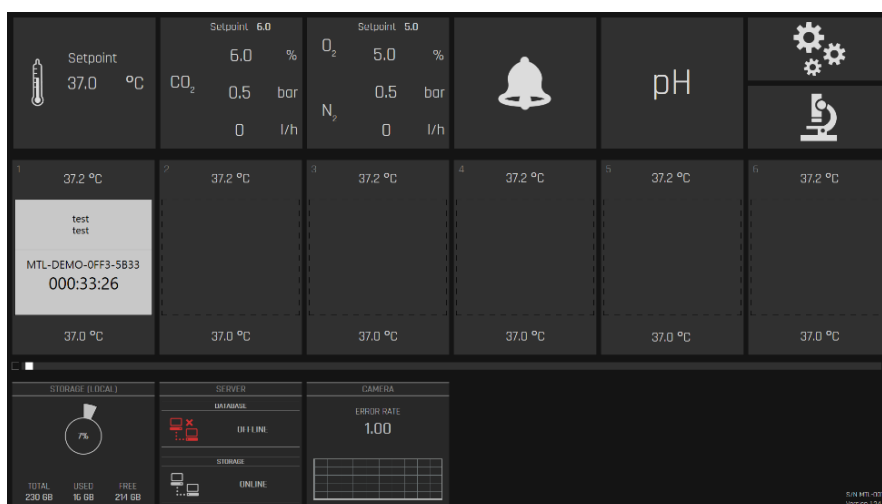 Setpoint
37.0 °C
Setpoint 6.0
CO2
6.0 %
0.5 bar
0 l/h
Setpoint 5.0
O2
5.0 %
0.5 bar
N2
0 l/h
pH
1
37.2 °C
test
test
MTL-DEMO-0FF3-5B33
000:33:26
37.0 °C
2
37.2 °C
37.0 °C
3
37.2 °C
37.0 °C
4
37.2 °C
37.0 °C
5
37.2 °C
37.0 °C
6
37.2 °C
37.0 °C
STORAGE (LOCAL)
7%
TOTAL USED FREE
230 GB 16 GB 214 GB
SERVER
DATABASE
OFFLINE
STORAGE
ONLINE
CAMERA
ERROR RATE
1.00
S/N MTL-00
Version